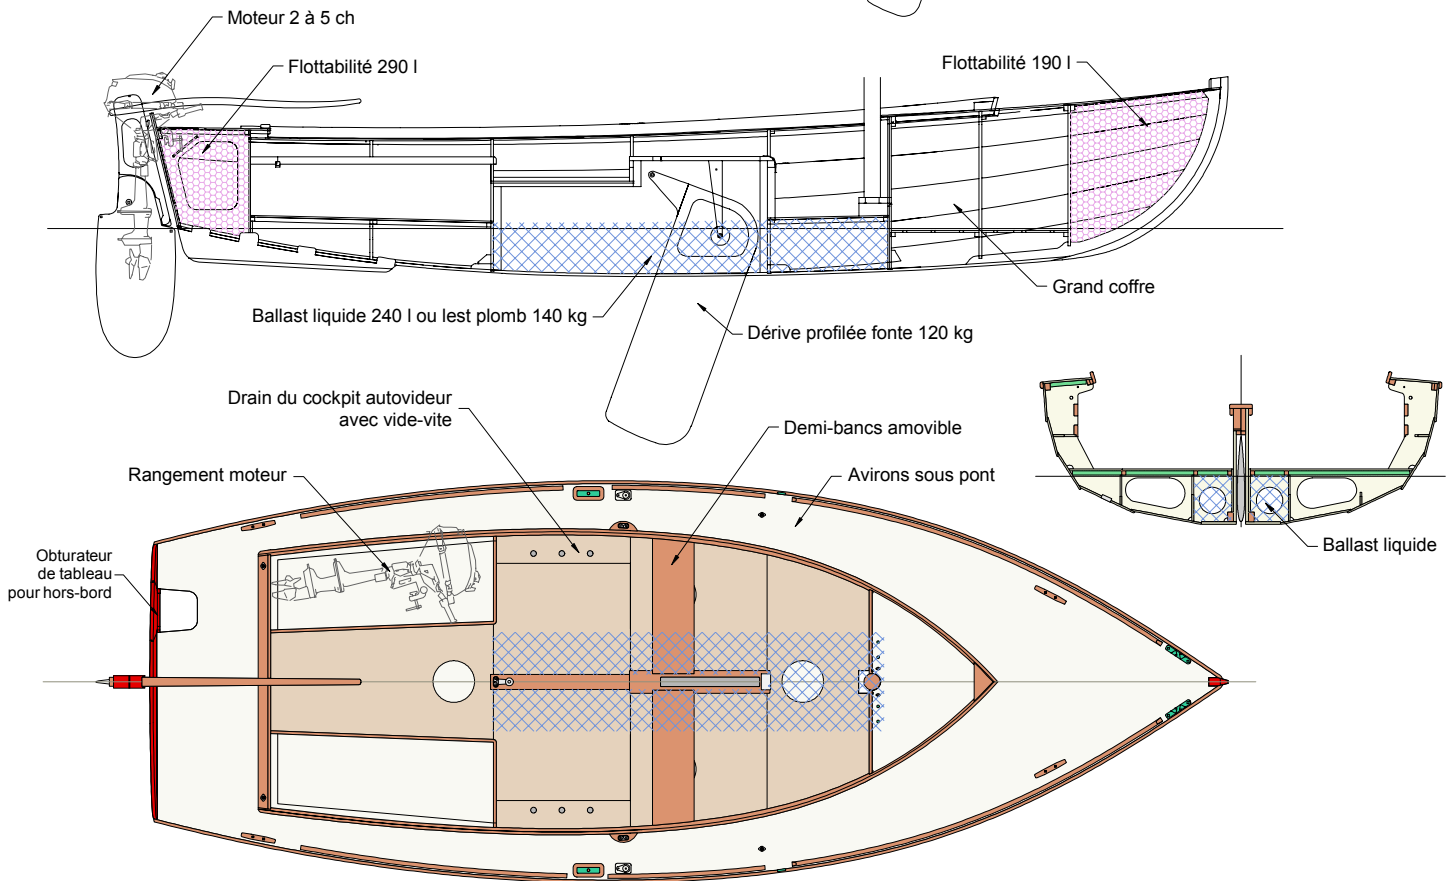 Moteur 2 à 5 ch
Flottabilité 290 l
Flottabilité 190 l
Grand coffre
Ballast liquide 240 l ou lest plomb 140 kg
Dérive profilée fonte 120 kg
Drain du cockpit autovideur
avec vide-vite
Demi-bancs amovible
Rangement moteur
Avirons sous pont
Ballast liquide
Obturateur
de tableau
pour hors-bord